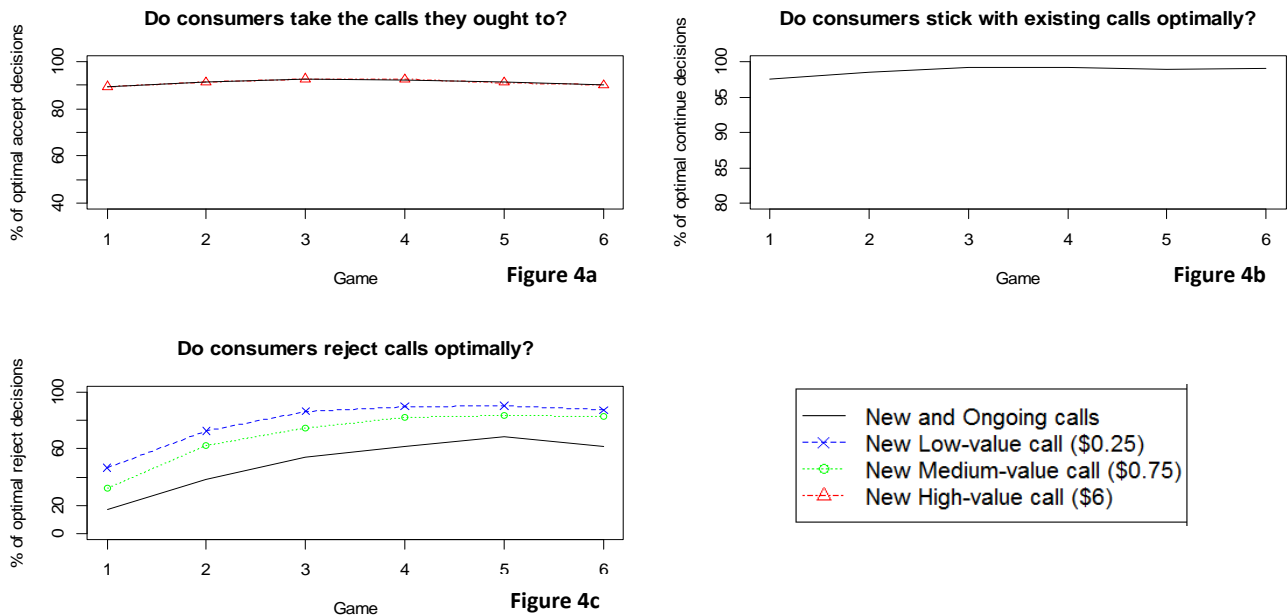 Do consumers take the calls they ought to?
% of optimal accept decisions
100
80
60
40
1 2 3 4 5 6
Game
Figure 4a
Do consumers stick with existing calls optimally?
% of optimal continue decisions
100
95
90
85
80
1 2 3 4 5 6
Game
Figure 4b
Do consumers reject calls optimally?
% of optimal reject decisions
100
60
20
0
1 2 3 4 5 6
Game
Figure 4c
New and Ongoing calls
New Low-value call ($0.25)
New Medium-value call ($0.75)
New High-value call ($6)